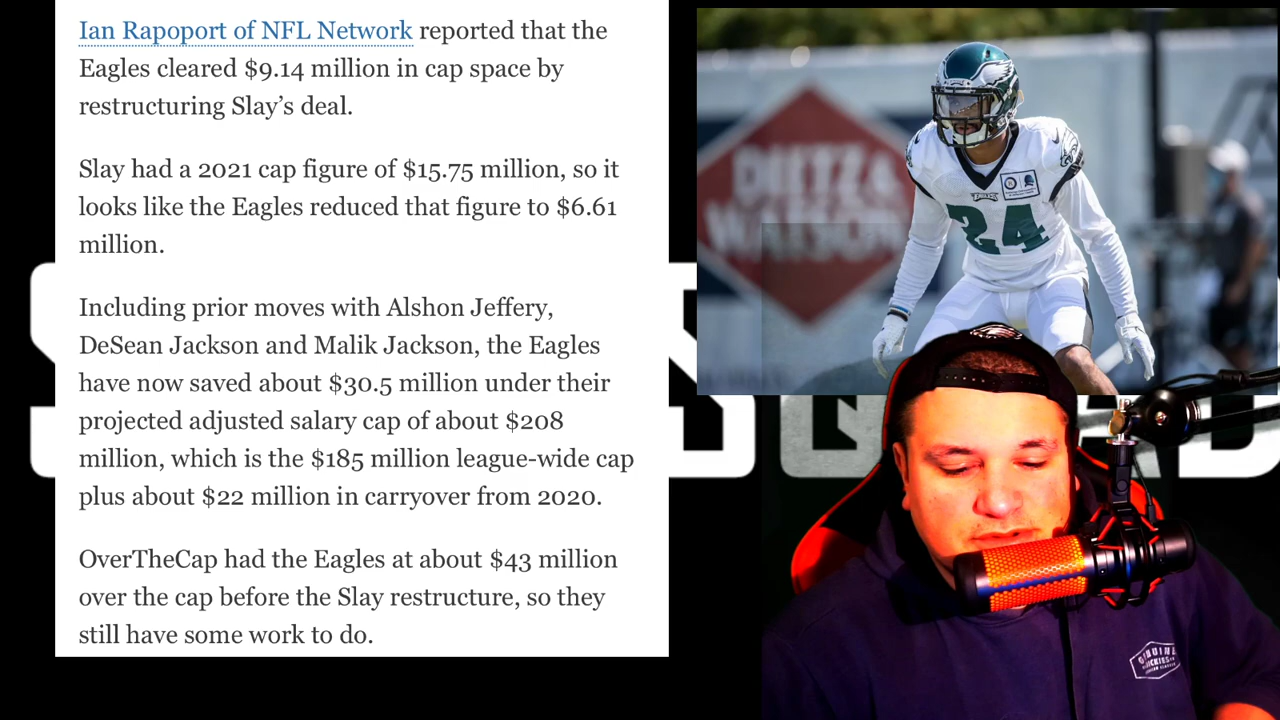 Ian Rapoport of NFL Network reported that the
Eagles cleared $9.14 million in cap space by
restructuring Slay’s deal.
Slay had a 2021 cap figure of $15.75 million, so it
looks like the Eagles reduced that figure to $6.61
million.
Including prior moves with Alshon Jeffery,
DeSean Jackson and Malik Jackson, the Eagles
have now saved about $30.5 million under their
projected adjusted salary cap of about $208
million, which is the $185 million league-wide cap
plus about $22 million in carryover from 2020.
OverTheCap had the Eagles at about $43 million
over the cap before the Slay restructure, so they
still have some work to do.
DIETZ &
WATSON
24